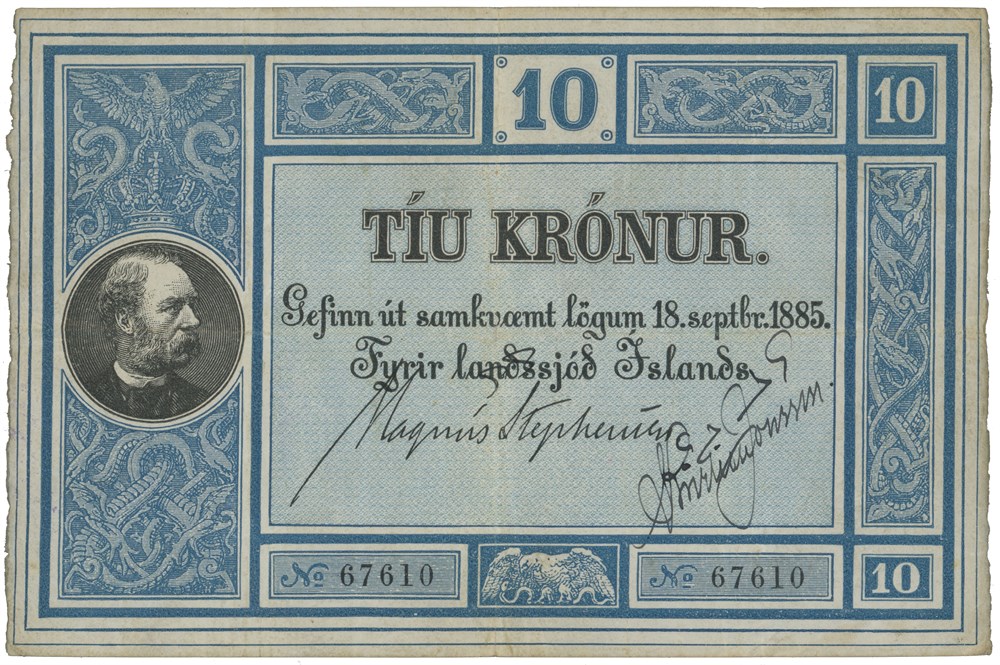 10
10
TÍU KRÓNUR.
Gefinn út samkvæmt lögum 18. septbr. 1885.
Fyrir landssjóð Íslands
Magnús Stephensen
No 67610
No 67610
10